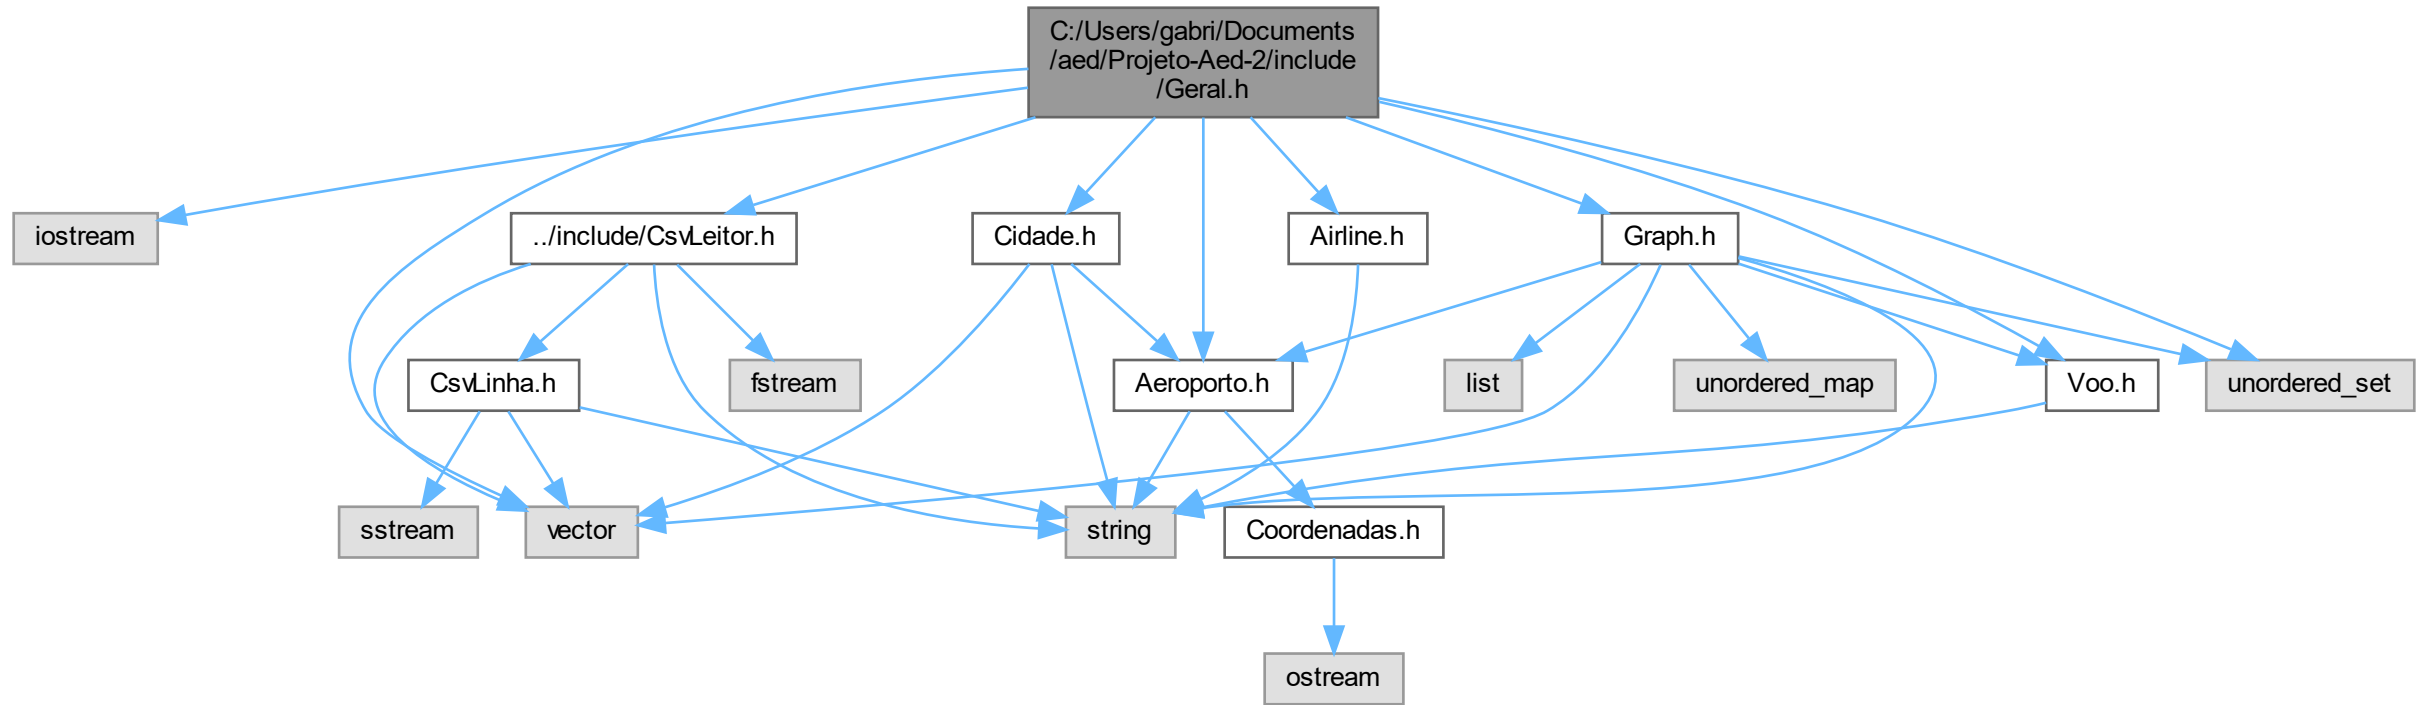 C:/Users/gabri/Documents
/aed/Projeto-Aed-2/include
/Geral.h
iostream
../include/CsvLeitor.h
Cidade.h
Airline.h
Graph.h
CsvLinha.h
fstream
Aeroporto.h
list
unordered_map
Voo.h
unordered_set
sstream
vector
string
Coordenadas.h
ostream